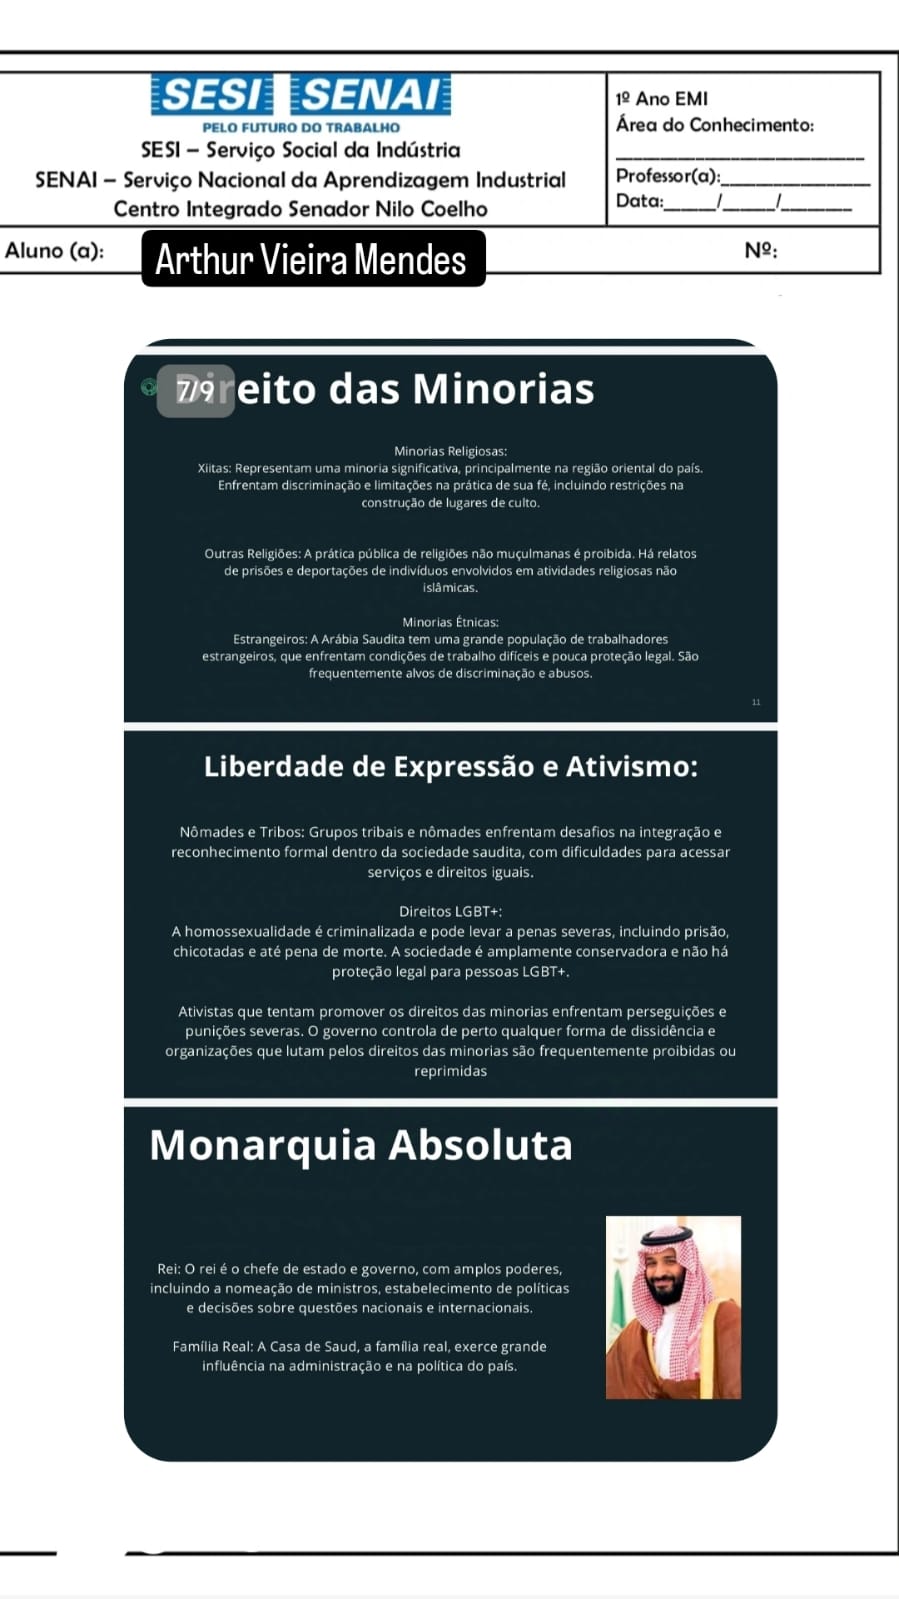 SESI SENAI
PELO FUTURO DO TRABALHO
SESI – Serviço Social da Indústria
SENAI – Serviço Nacional da Aprendizagem Industrial
Centro Integrado Senador Nilo Coelho
1º Ano EMI
Área do Conhecimento:
Professor(a):_________________
Data:______/______/________
Aluno (a): Arthur Vieira Mendes Nº:
7/9
Direito das Minorias
Minorias Religiosas:
Xiitas: Representam uma minoria significativa, principalmente na região oriental do país.
Enfrentam discriminação e limitações na prática de sua fé, incluindo restrições na
construção de lugares de culto.
Outras Religiões: A prática pública de religiões não muçulmanas é proibida. Há relatos
de prisões e deportações de indivíduos envolvidos em atividades religiosas não
islâmicas.
Minorias Étnicas:
Estrangeiros: A Arábia Saudita tem uma grande população de trabalhadores
estrangeiros, que enfrentam condições de trabalho difíceis e pouca proteção legal. São
frequentemente alvos de discriminação e abusos.
11
Liberdade de Expressão e Ativismo:
Nômades e Tribos: Grupos tribais e nômades enfrentam desafios na integração e
reconhecimento formal dentro da sociedade saudita, com dificuldades para acessar
serviços e direitos iguais.
Direitos LGBT+:
A homossexualidade é criminalizada e pode levar a penas severas, incluindo prisão,
chicotadas e até pena de morte. A sociedade é amplamente conservadora e não há
proteção legal para pessoas LGBT+.
Ativistas que tentam promover os direitos das minorias enfrentam perseguições e
punições severas. O governo controla de perto qualquer forma de dissidência e
organizações que lutam pelos direitos das minorias são frequentemente proibidas ou
reprimidas
Monarquia Absoluta
Rei: O rei é o chefe de estado e governo, com amplos poderes,
incluindo a nomeação de ministros, estabelecimento de políticas
e decisões sobre questões nacionais e internacionais.
Família Real: A Casa de Saud, a família real, exerce grande
influência na administração e na política do país.